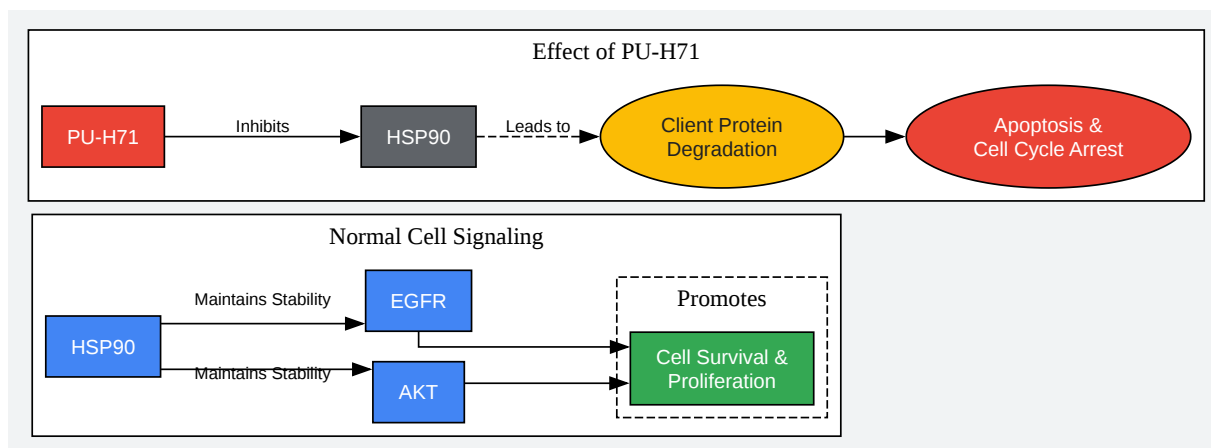 Effect of PU-H71
PU-H71
Inhibits
HSP90
Leads to
Client Protein
Degradation
Apoptosis &
Cell Cycle Arrest
Normal Cell Signaling
HSP90
Maintains Stability
EGFR
Maintains Stability
AKT
Promotes
Cell Survival &
Proliferation